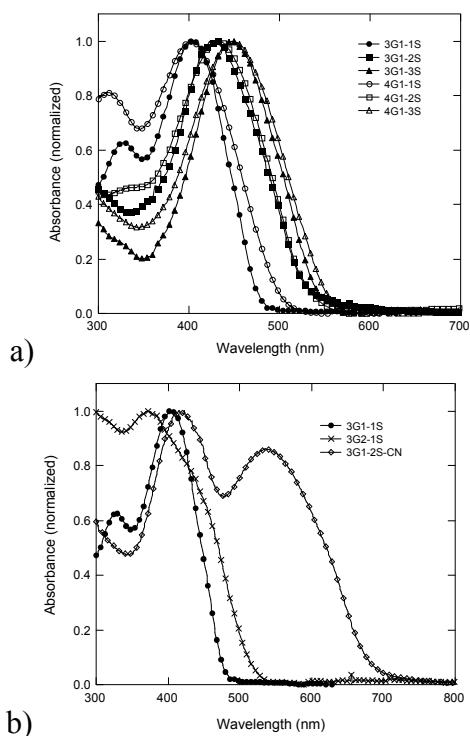 1.0
0.8
0.6
0.4
0.2
0.0
Absorbance (normalized)
3G1-1S
3G1-2S
3G1-3S
4G1-1S
4G1-2S
4G1-3S
300 400 500 600 700
Wavelength (nm)
a)
1.0
0.8
0.6
0.4
0.2
0.0
Absorbance (normalized)
3G1-1S
3G2-1S
3G1-2S-CN
300 400 500 600 700 800
Wavelength (nm)
b)